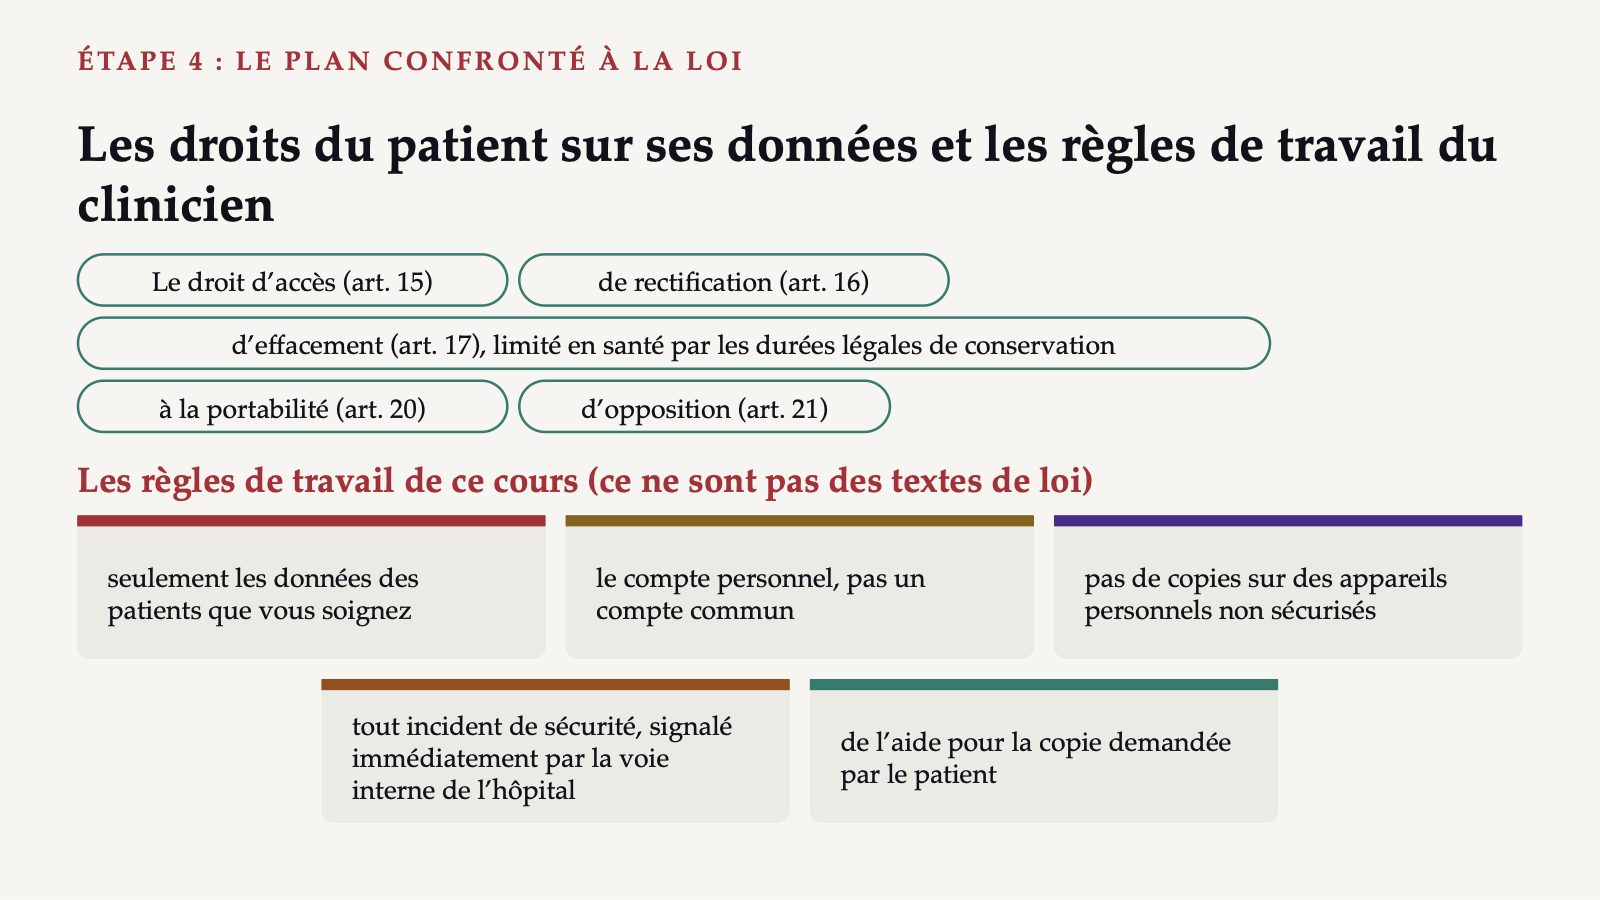 ÉTAPE 4 : LE PLAN CONFRONTÉ À LA LOI
Les droits du patient sur ses données et les règles de travail du
clinicien
Le droit d’accès (art. 15)
de rectification (art. 16)
d’effacement (art. 17), limité en santé par les durées légales de conservation
à la portabilité (art. 20)
d’opposition (art. 21)
Les règles de travail de ce cours (ce ne sont pas des textes de loi)
seulement les données des
patients que vous soignez
le compte personnel, pas un
compte commun
pas de copies sur des appareils
personnels non sécurisés
tout incident de sécurité, signalé
immédiatement par la voie
interne de l’hôpital
de l’aide pour la copie demandée
par le patient